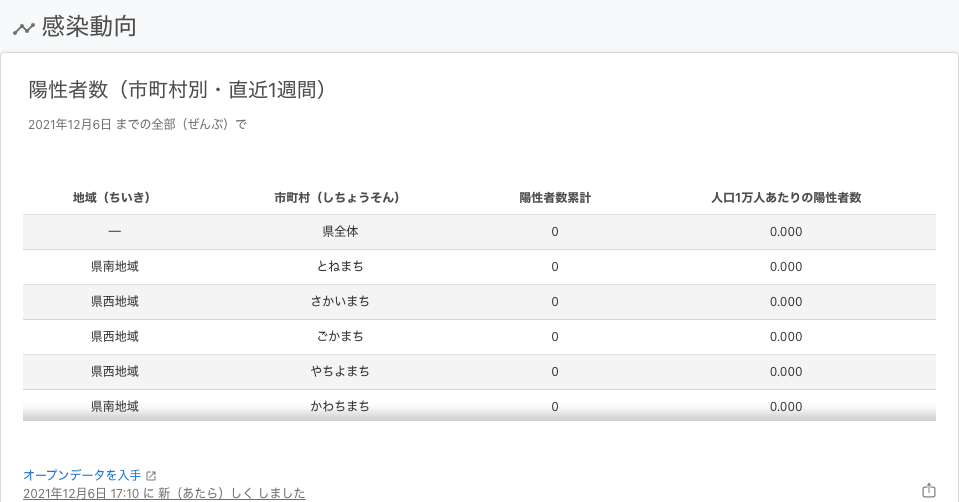 感染動向
陽性者数（市町村別・直近1週間）
2021年12月6日 までの全部（ぜんぶ）で
地域（ちいき） 市町村（しちょうそん） 陽性者数累計 人口1万人あたりの陽性者数
— 県全体 0 0.000
県南地域 とねまち 0 0.000
県西地域 さかいまち 0 0.000
県西地域 ごかまち 0 0.000
県西地域 やちよまち 0 0.000
県南地域 かわちまち 0 0.000
オープンデータを入手
2021年12月6日 17:10 に 新（あたら）しく しました